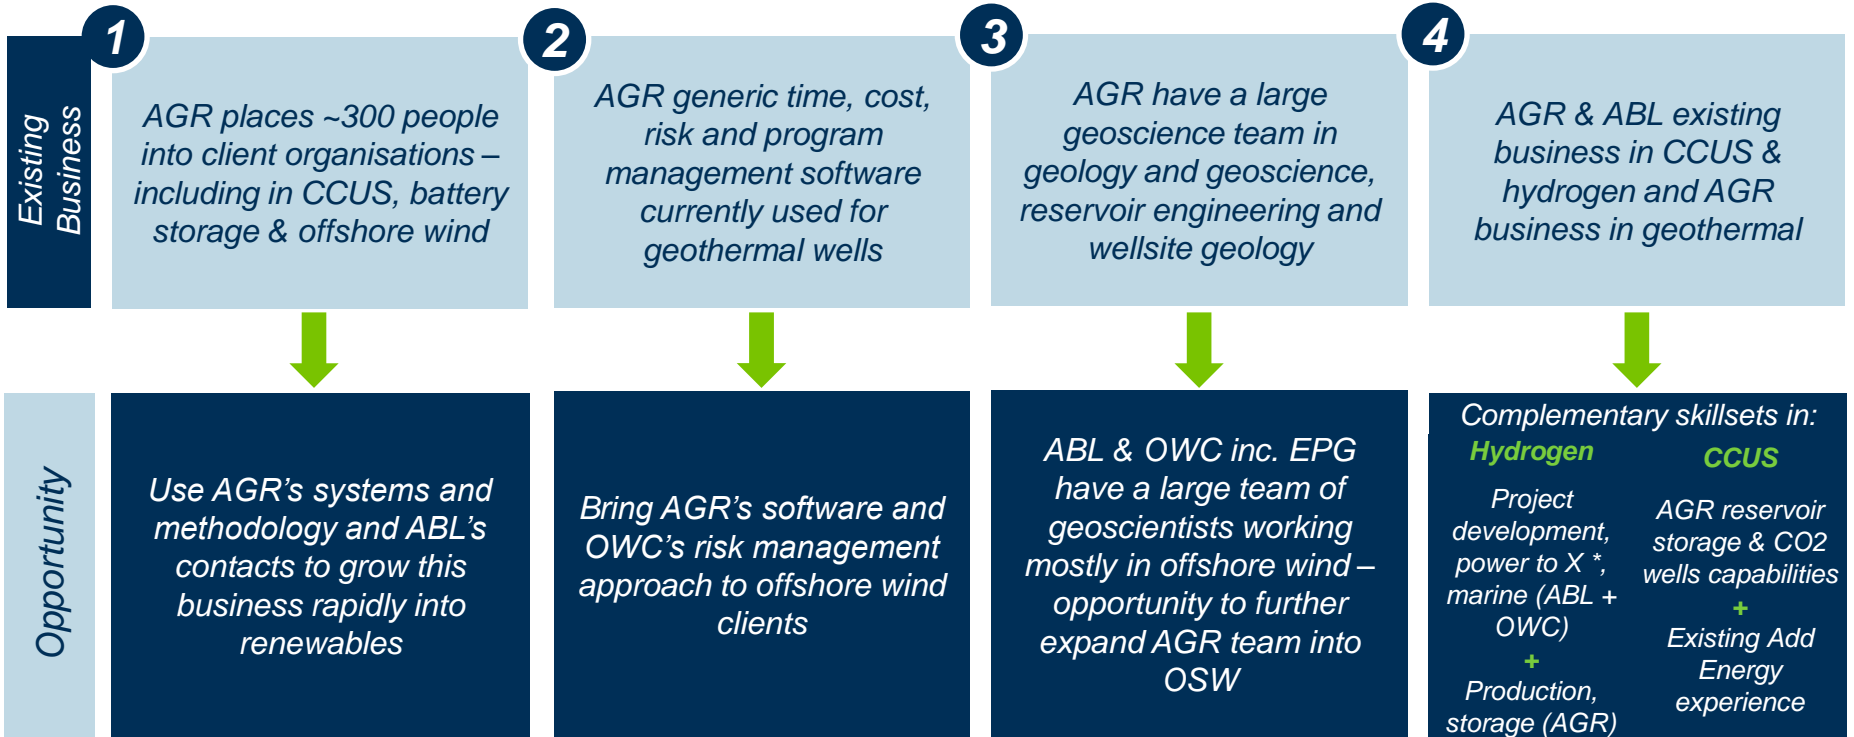 Existing
Business
1
AGR places ~300 people
into client organisations –
including in CCUS, battery
storage & offshore wind
2
AGR generic time, cost,
risk and program
management software
currently used for
geothermal wells
3
AGR have a large
geoscience team in
geology and geoscience,
reservoir engineering and
wellsite geology
4
AGR & ABL existing
business in CCUS &
hydrogen and AGR
business in geothermal
Opportunity
Use AGR's systems and
methodology and ABL's
contacts to grow this
business rapidly into
renewables
Bring AGR's software and
OWC's risk management
approach to offshore wind
clients
ABL & OWC inc. EPG
have a large team of
geoscientists working
mostly in offshore wind –
opportunity to further
expand AGR team into
OSW
Complementary skillsets in:
Hydrogen
Project
development,
power to X *,
marine (ABL +
OWC)
+
Production,
storage (AGR)
CCUS
AGR reservoir
storage & CO2
wells capabilities
+
Existing Add
Energy
experience